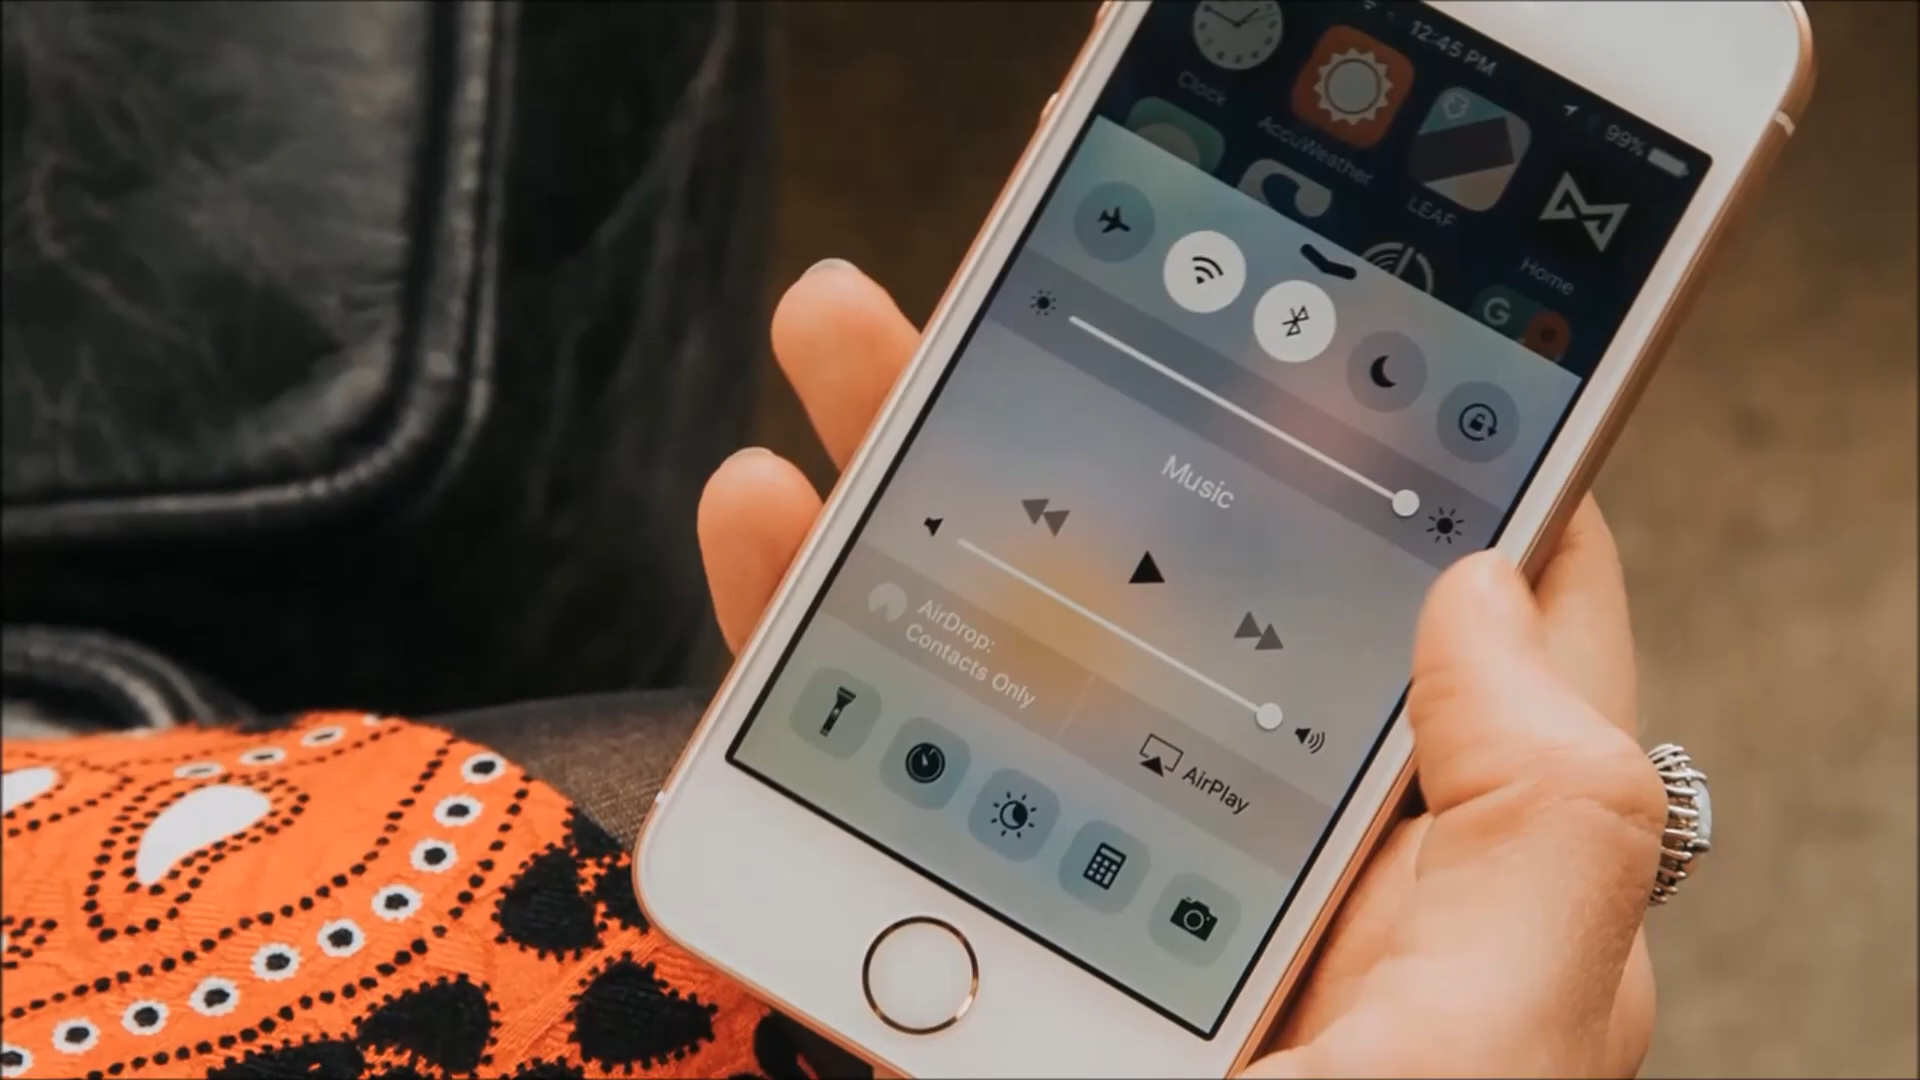 12:45 PM
99%
Clock
AccuWeather
LEAF
Home
G
Music
AirDrop:
Contacts Only
AirPlay